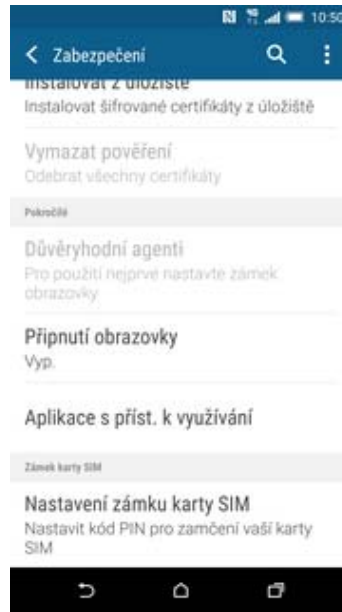 10:50
Zabezpečení
Instalovat z úložiště
Instalovat šifrované certifikáty z úložiště
Vymazat pověření
Odebrat všechny certifikáty
Pokročilé
Důvěryhodní agenti
Pro použití nejprve nastavte zámek
obrazovky
Připnutí obrazovky
Vyp.
Aplikace s příst. k využívání
Zámek karty SIM
Nastavení zámku karty SIM
Nastavit kód PIN pro zamčení vaší karty
SIM